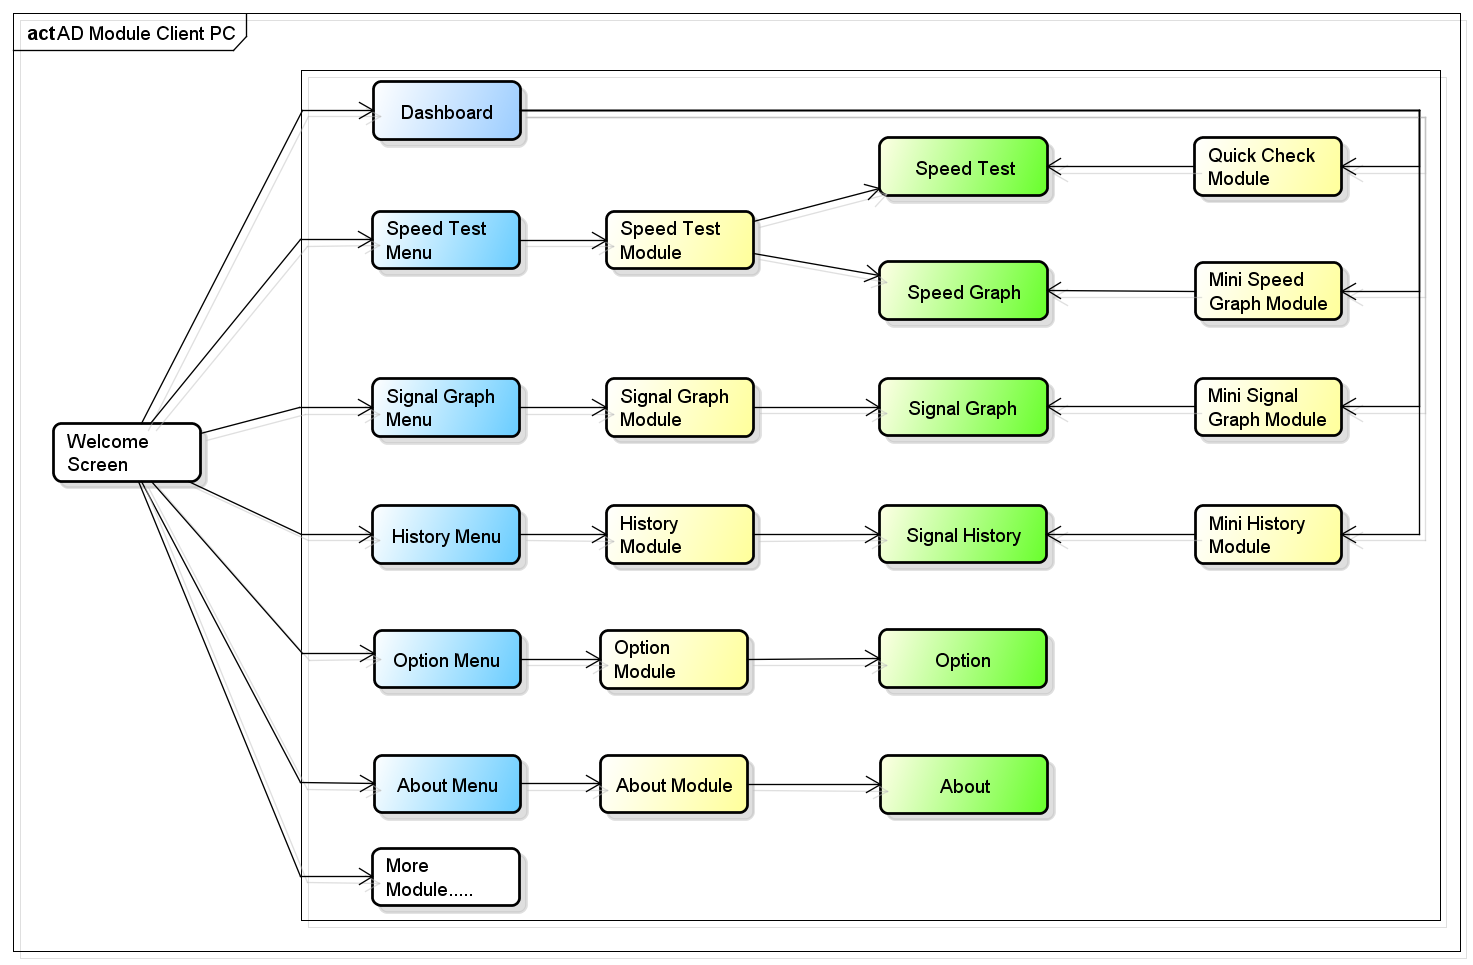 actAD Module Client PC
Dashboard
Speed Test
Quick Check
Module
Speed Test
Menu
Speed Test
Module
Speed Graph
Mini Speed
Graph Module
Signal Graph
Menu
Signal Graph
Module
Signal Graph
Mini Signal
Graph Module
Welcome
Screen
History Menu
History
Module
Signal History
Mini History
Module
Option Menu
Option
Module
Option
About Menu
About Module
About
More
Module.....